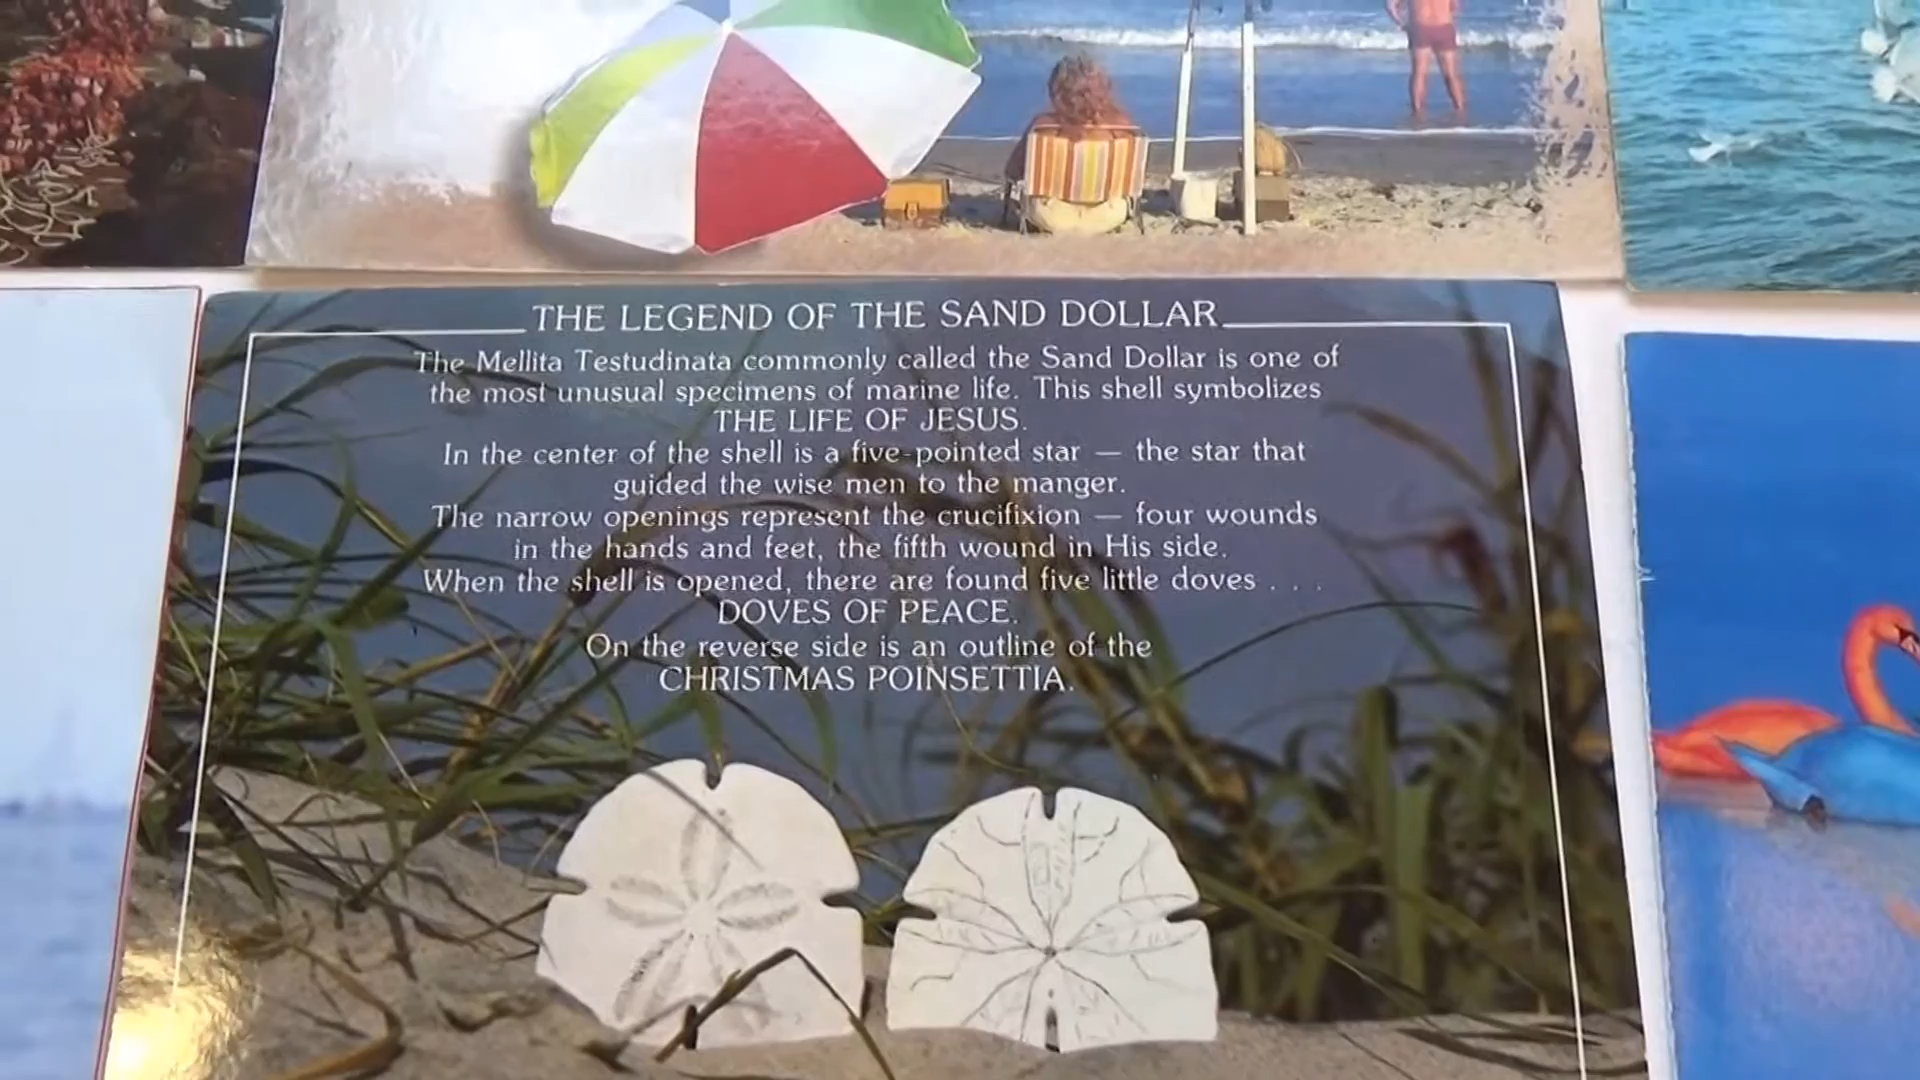 THE LEGEND OF THE SAND DOLLAR
The Mellita Testudinata commonly called the Sand Dollar is one of
the most unusual specimens of marine life. This shell symbolizes
THE LIFE OF JESUS.
In the center of the shell is a five-pointed star — the star that
guided the wise men to the manger.
The narrow openings represent the crucifixion — four wounds
in the hands and feet, the fifth wound in His side.
When the shell is opened, there are found five little doves . . .
DOVES OF PEACE.
On the reverse side is an outline of the
CHRISTMAS POINSETTIA.